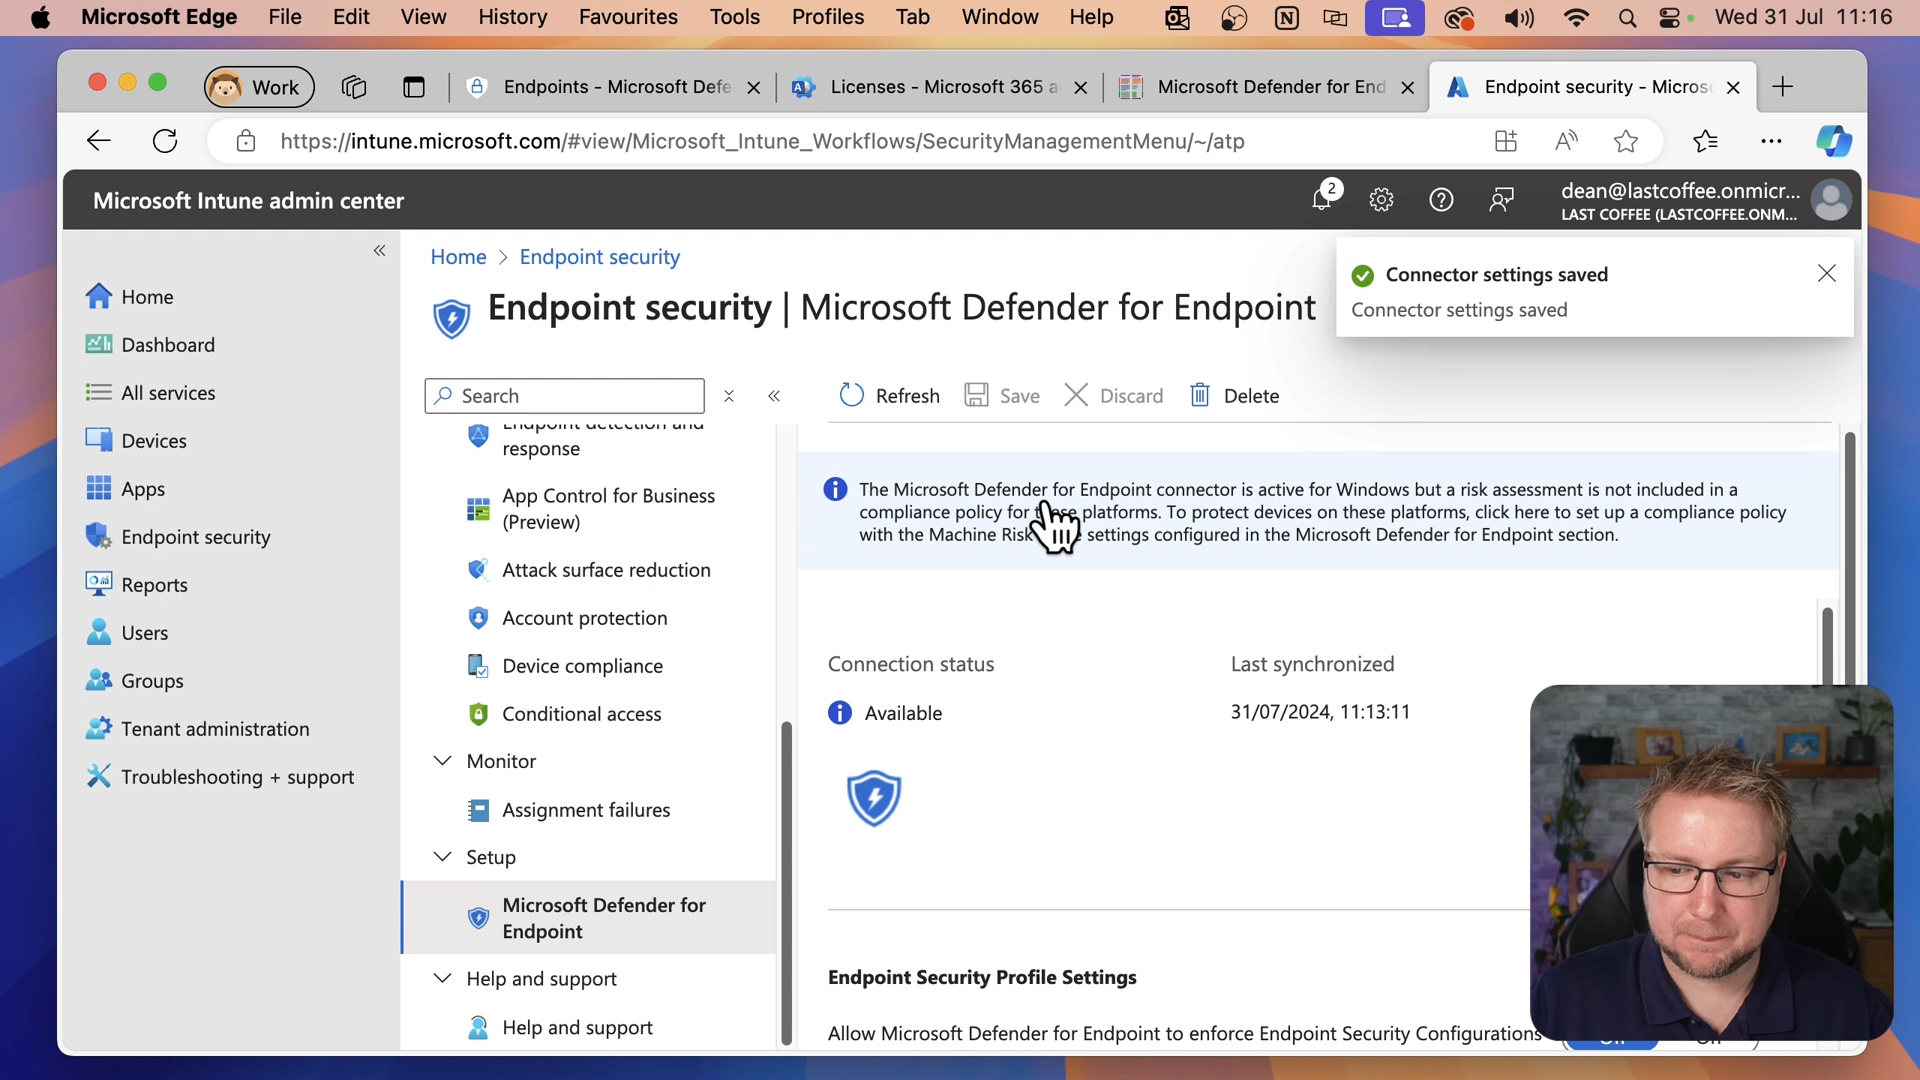 Microsoft Edge File Edit View History Favourites Tools Profiles Tab Window Help Wed 31 Jul 11:16
Work Endpoints - Microsoft Defe Licenses - Microsoft 365 a Microsoft Defender for End Endpoint security - Micros
https://intune.microsoft.com/#view/Microsoft_Intune_Workflows/SecurityManagementMenu/~/atp
Microsoft Intune admin center
2
dean@lastcoffee.onmicr...
LAST COFFEE (LASTCOFFEE.ONM...
Home
Dashboard
All services
Devices
Apps
Endpoint security
Reports
Users
Groups
Tenant administration
Troubleshooting + support
Home > Endpoint security
Endpoint security | Microsoft Defender for Endpoint
Connector settings saved
Connector settings saved
Search
Endpoint detection and
response
App Control for Business
(Preview)
Attack surface reduction
Account protection
Device compliance
Conditional access
Monitor
Assignment failures
Setup
Microsoft Defender for
Endpoint
Help and support
Help and support
Refresh Save Discard Delete
The Microsoft Defender for Endpoint connector is active for Windows but a risk assessment is not included in a
compliance policy for these platforms. To protect devices on these platforms, click here to set up a compliance policy
with the Machine Risk settings configured in the Microsoft Defender for Endpoint section.
Connection status
Available
Last synchronized
31/07/2024, 11:13:11
Endpoint Security Profile Settings
Allow Microsoft Defender for Endpoint to enforce Endpoint Security Configurations